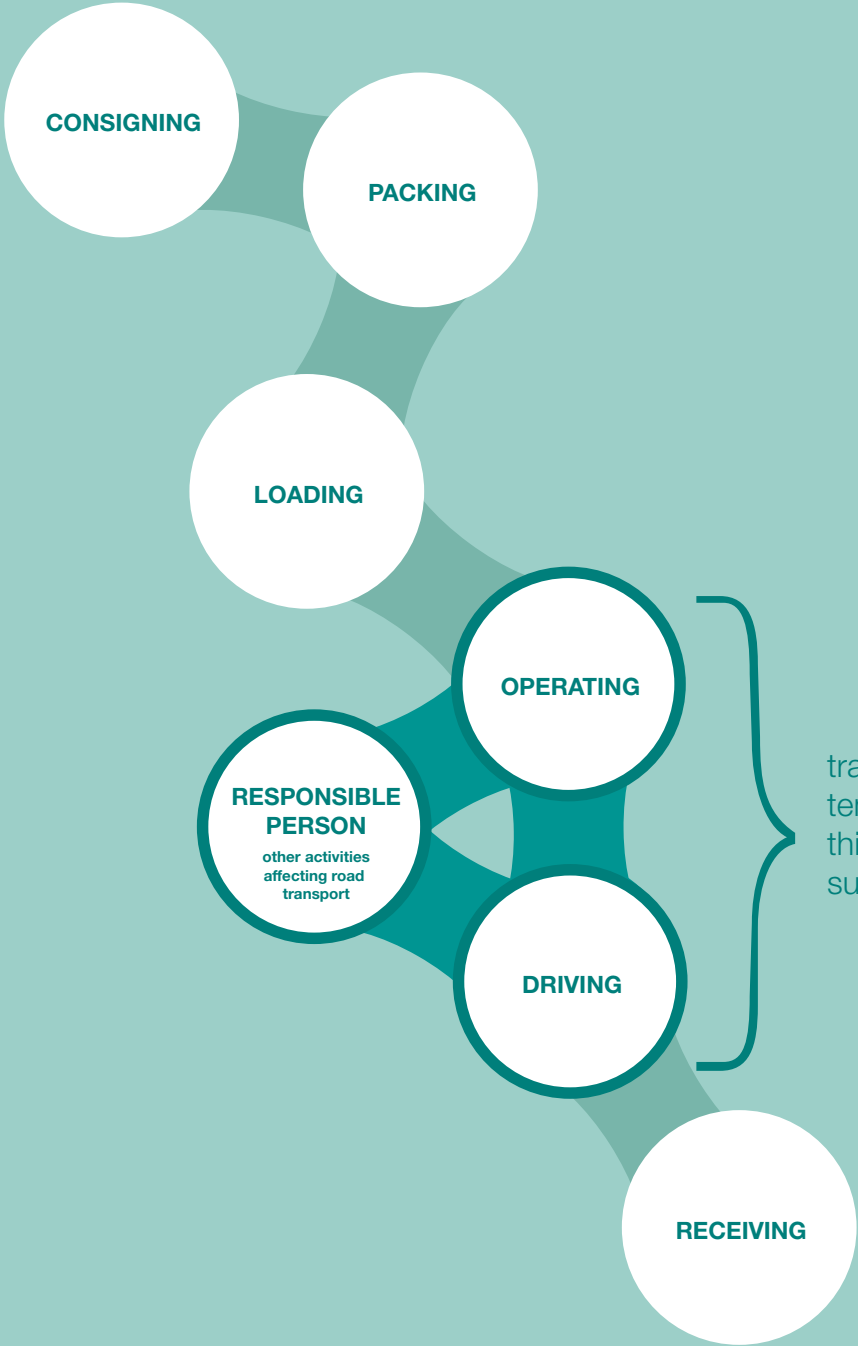 CONSIGNING
PACKING
LOADING
OPERATING
RESPONSIBLE
PERSON
other activities
affecting road
transport
DRIVING
RECEIVING